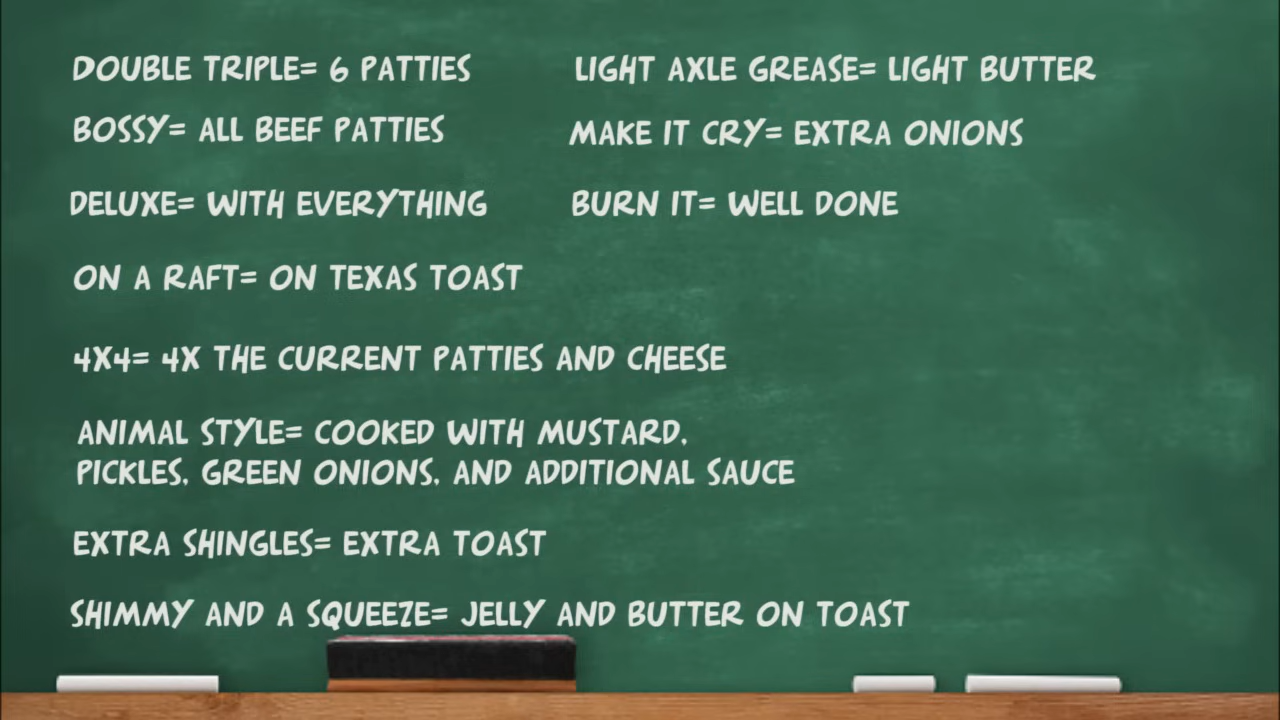 DOUBLE TRIPLE= 6 PATTIES
BOSSY= ALL BEEF PATTIES
DELUXE= WITH EVERYTHING
ON A RAFT= ON TEXAS TOAST
4X4= 4X THE CURRENT PATTIES AND CHEESE
ANIMAL STYLE= COOKED WITH MUSTARD,
PICKLES, GREEN ONIONS, AND ADDITIONAL SAUCE
EXTRA SHINGLES= EXTRA TOAST
SHIMMY AND A SQUEEZE= JELLY AND BUTTER ON TOAST
LIGHT AXLE GREASE= LIGHT BUTTER
MAKE IT CRY= EXTRA ONIONS
BURN IT= WELL DONE